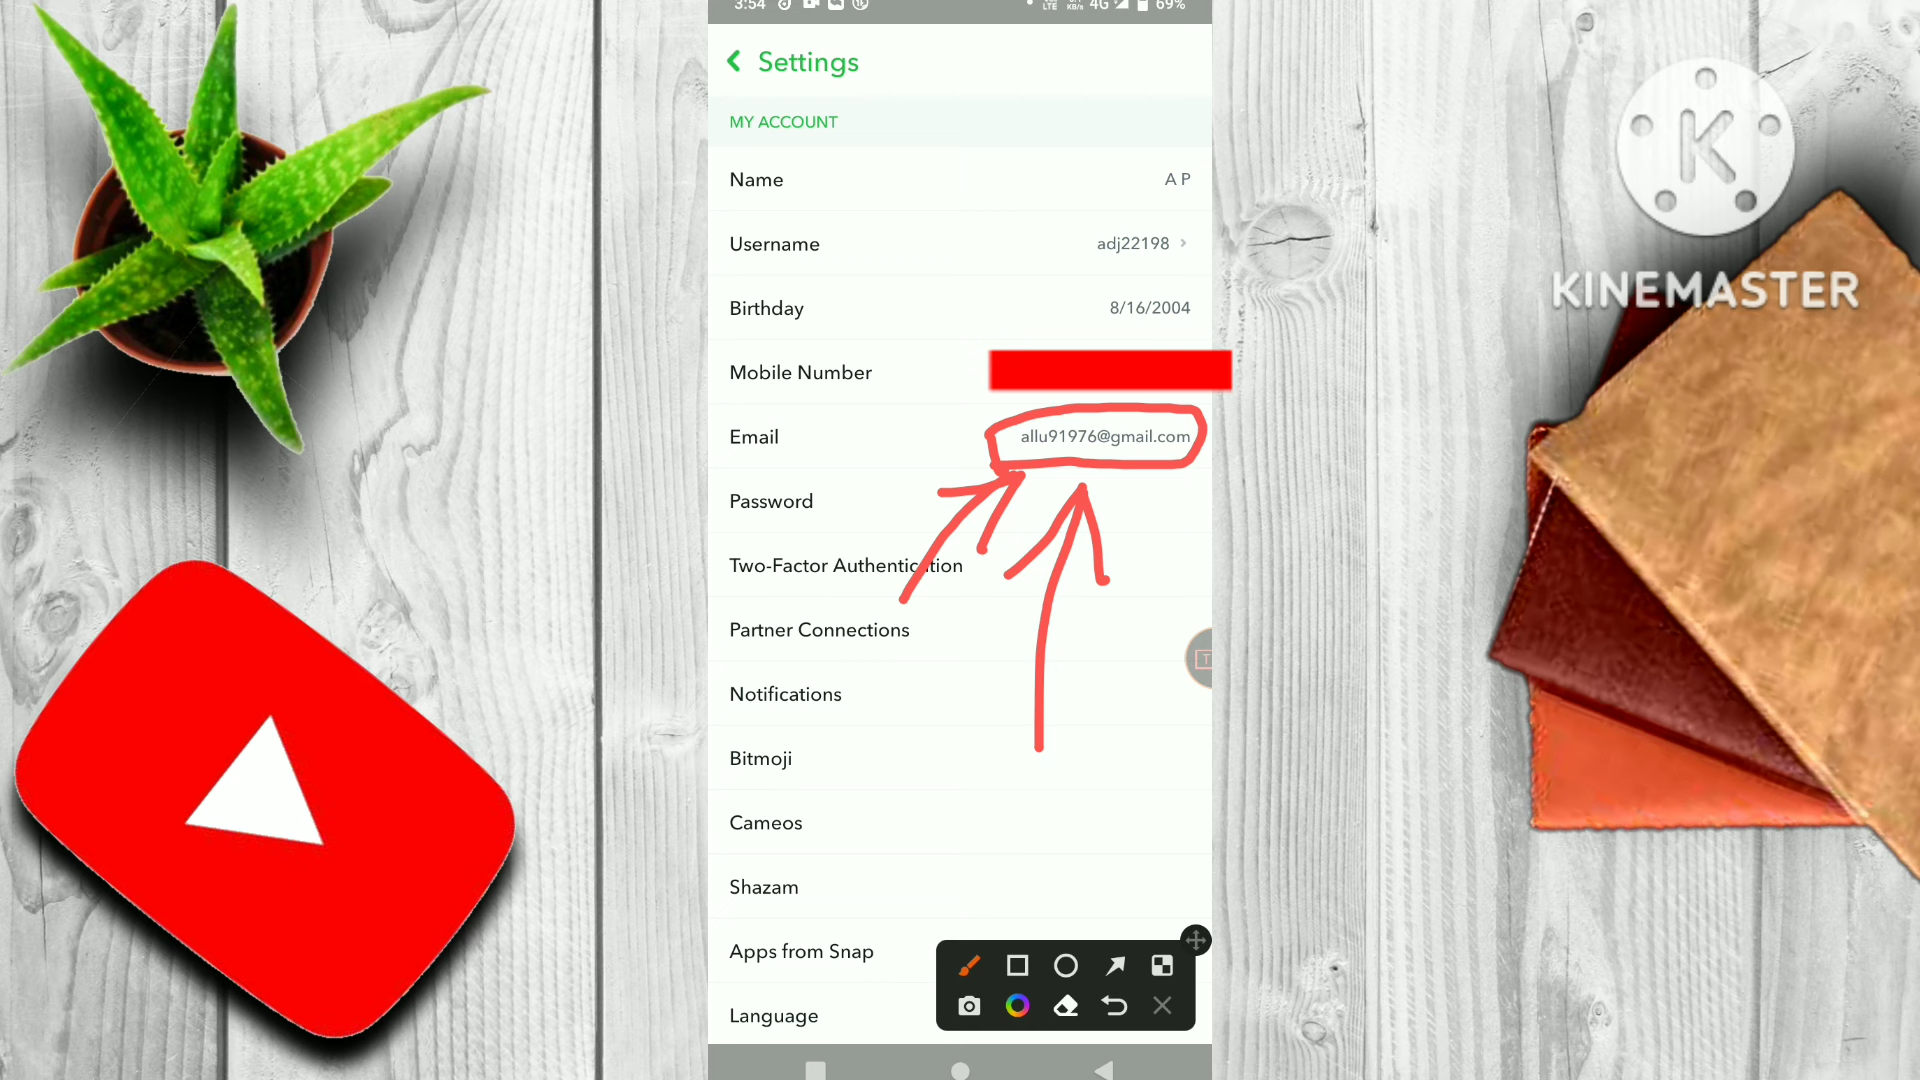 3:54 4G 69%
Settings
MY ACCOUNT
Name A P
Username adj22198
Birthday 8/16/2004
Mobile Number
Email allu91976@gmail.com
Password
Two-Factor Authentication
Partner Connections
Notifications
Bitmoji
Cameos
Shazam
Apps from Snap
Language
K
KINEMASTER
T